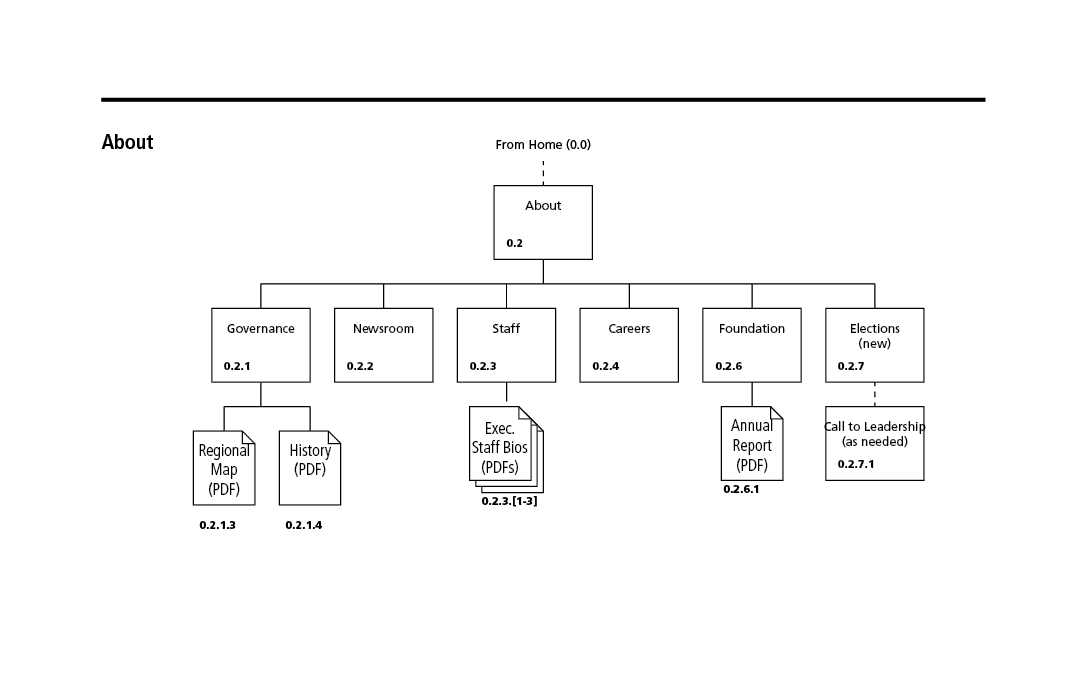 About
From Home (0.0)
About
0.2
Governance
0.2.1
Newsroom
0.2.2
Staff
0.2.3
Careers
0.2.4
Foundation
0.2.6
Elections
(new)
0.2.7
Regional
Map
(PDF)
0.2.1.3
History
(PDF)
0.2.1.4
Exec.
Staff Bios
(PDFs)
0.2.3.[1-3]
Annual
Report
(PDF)
0.2.6.1
Call to Leadership
(as needed)
0.2.7.1